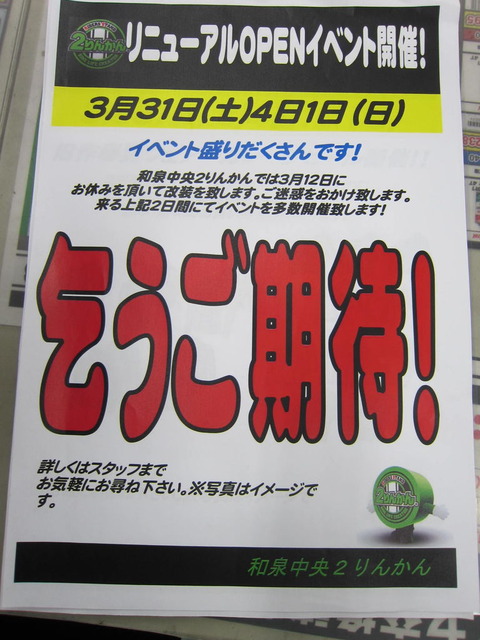 2りんかん
リニューアルOPENイベント開催!
3月31日(土)4日1日(日)
イベント盛りだくさんです!
和泉中央2りんかんでは3月12日に
お休みを頂いて改装を致します。ご迷惑をおかけ致します。
来る上記2日間にてイベントを多数開催致します!
乞うご期待!
詳しくはスタッフまで
お気軽にお尋ね下さい。※写真はイメージで
す。
2りんかん
和泉中央2りんかん